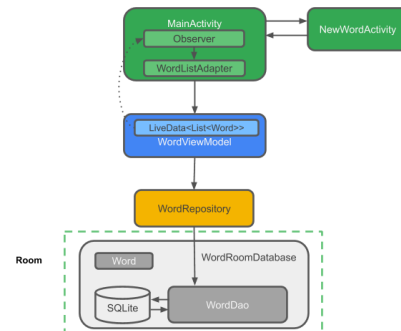 MainActivity
Observer
WordListAdapter
NewWordActivity
LiveData<List<Word>>
WordViewModel
WordRepository
Room
Word
WordRoomDatabase
SQLite
WordDao